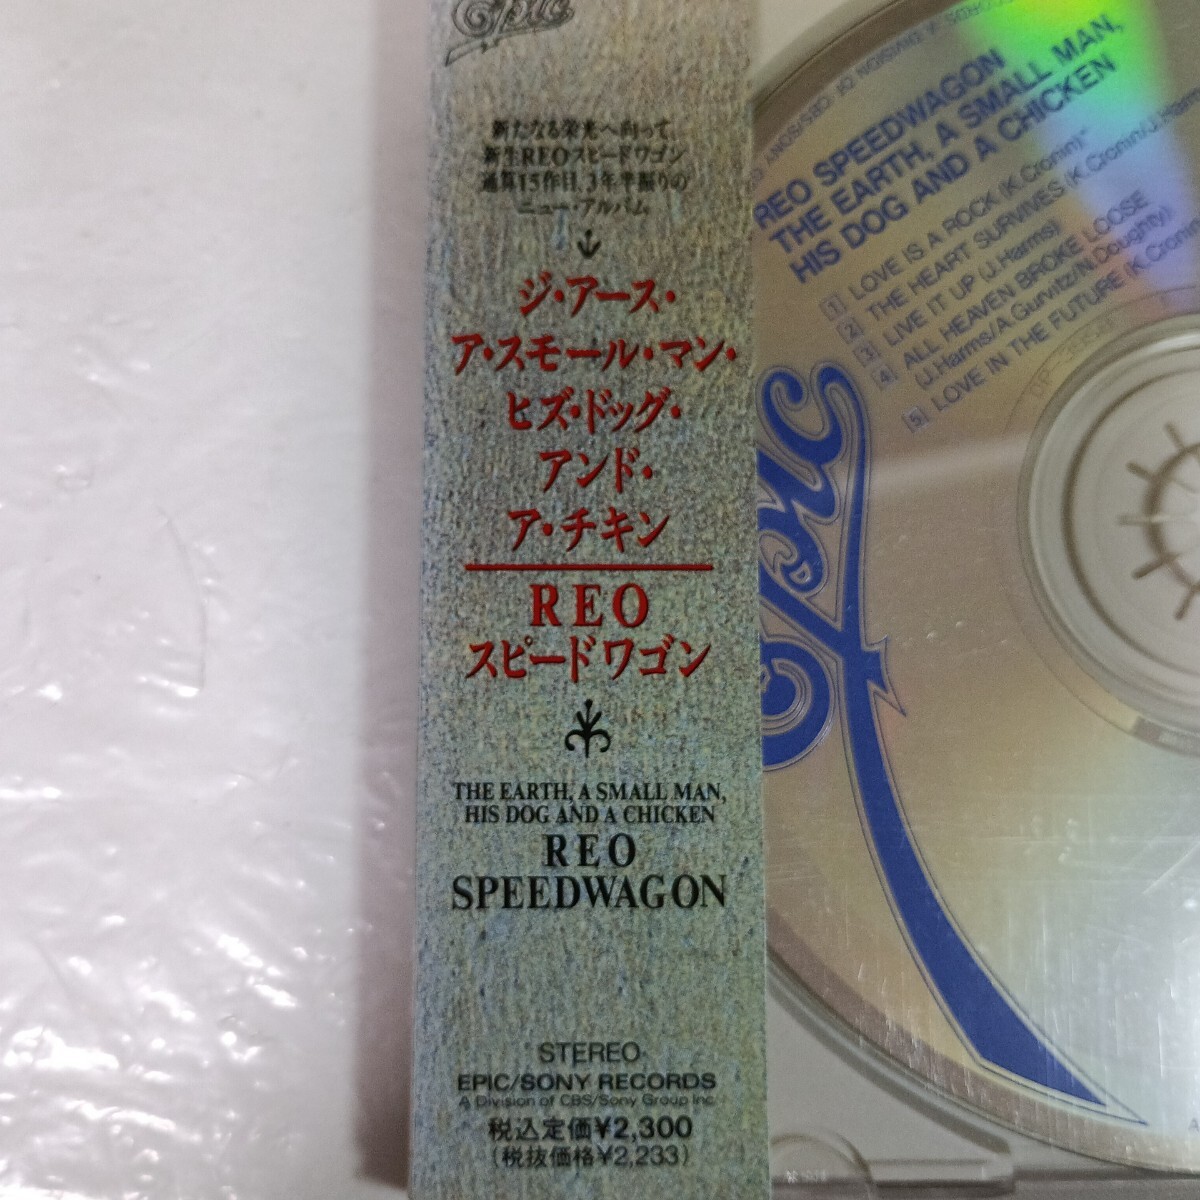 Epic
新たなる栄光へ向って、
新生REOスピードワゴン
通算15作目、3年半振りの
ニュー・アルバム。
ジ・アース・
ア・スモール・マン・
ヒズ・ドッグ・
アンド・
ア・チキン
REO
スピードワゴン
THE EARTH, A SMALL MAN,
HIS DOG AND A CHICKEN
REO
SPEEDWAGON
STEREO
EPIC/SONY RECORDS
A Division of CBS/Sony Group Inc.
税込定価¥2,300
(税抜価格¥2,233)
REO SPEEDWAGON
THE EARTH, A SMALL MAN,
HIS DOG AND A CHICKEN
1 LOVE IS A ROCK (K.Cronin)*
2 THE HEART SURVIVES (K.Cronin/J.Harms
3 LIVE IT UP (J.Harms)
4 ALL HEAVEN BROKE LOOSE
(J.Harms/A.Gurvitz/N.Doughty)
5 LOVE IN THE FUTURE (K.Cronin
Epic